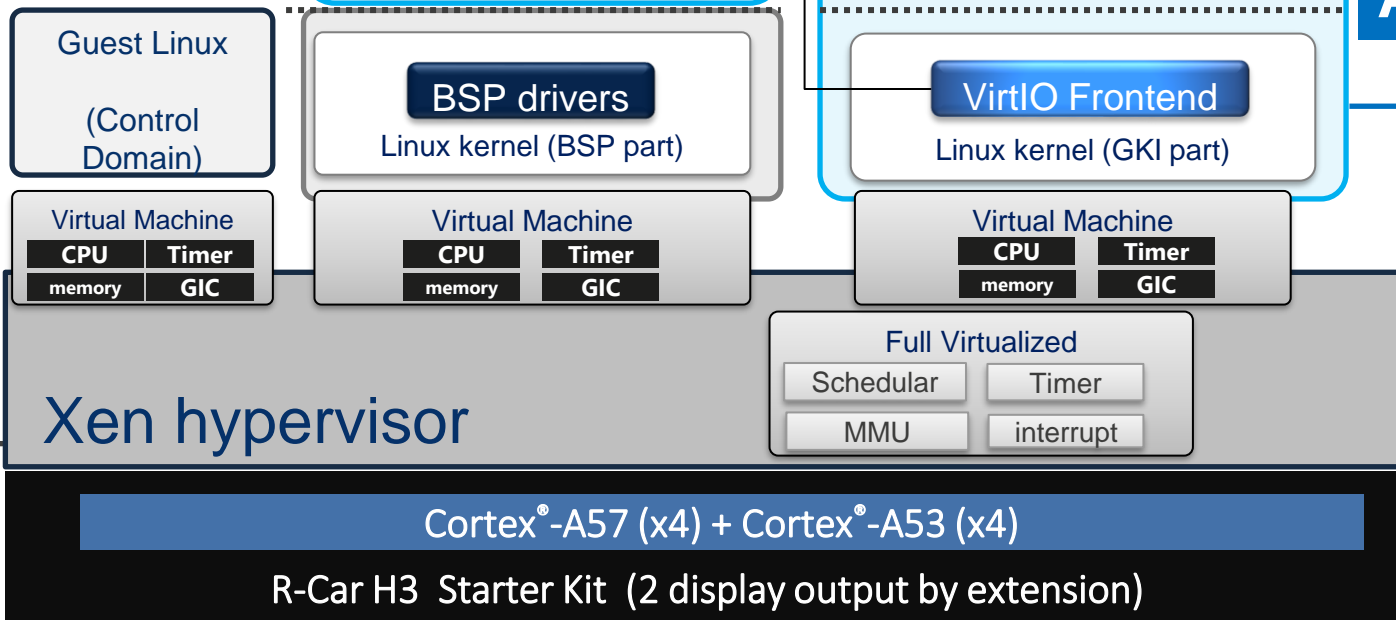 Guest Linux
(Control
Domain)
BSP drivers
Linux kernel (BSP part)
VirtIO Frontend
Linux kernel (GKI part)
Virtual Machine
CPU Timer
memory GIC
Virtual Machine
CPU Timer
memory GIC
Virtual Machine
CPU Timer
memory GIC
Full Virtualized
Schedular Timer
MMU interrupt
Xen hypervisor
Cortex®-A57 (x4) + Cortex®-A53 (x4)
R-Car H3 Starter Kit (2 display output by extension)